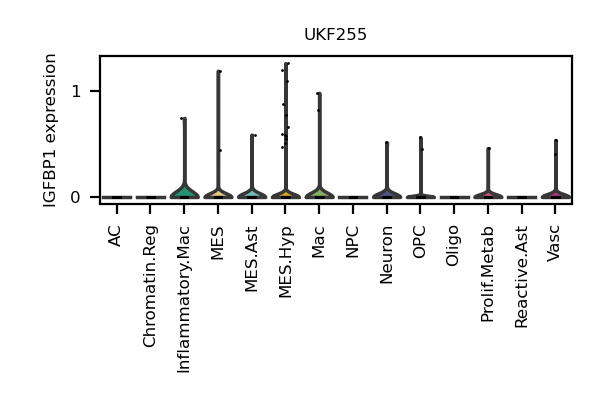 UKF255
IGFBP1 expression
1
0
AC
Chromatin.Reg
Inflammatory.Mac
MES
MES.Ast
MES.Hyp
Mac
NPC
Neuron
OPC
Oligo
Prolif.Metab
Reactive.Ast
Vasc